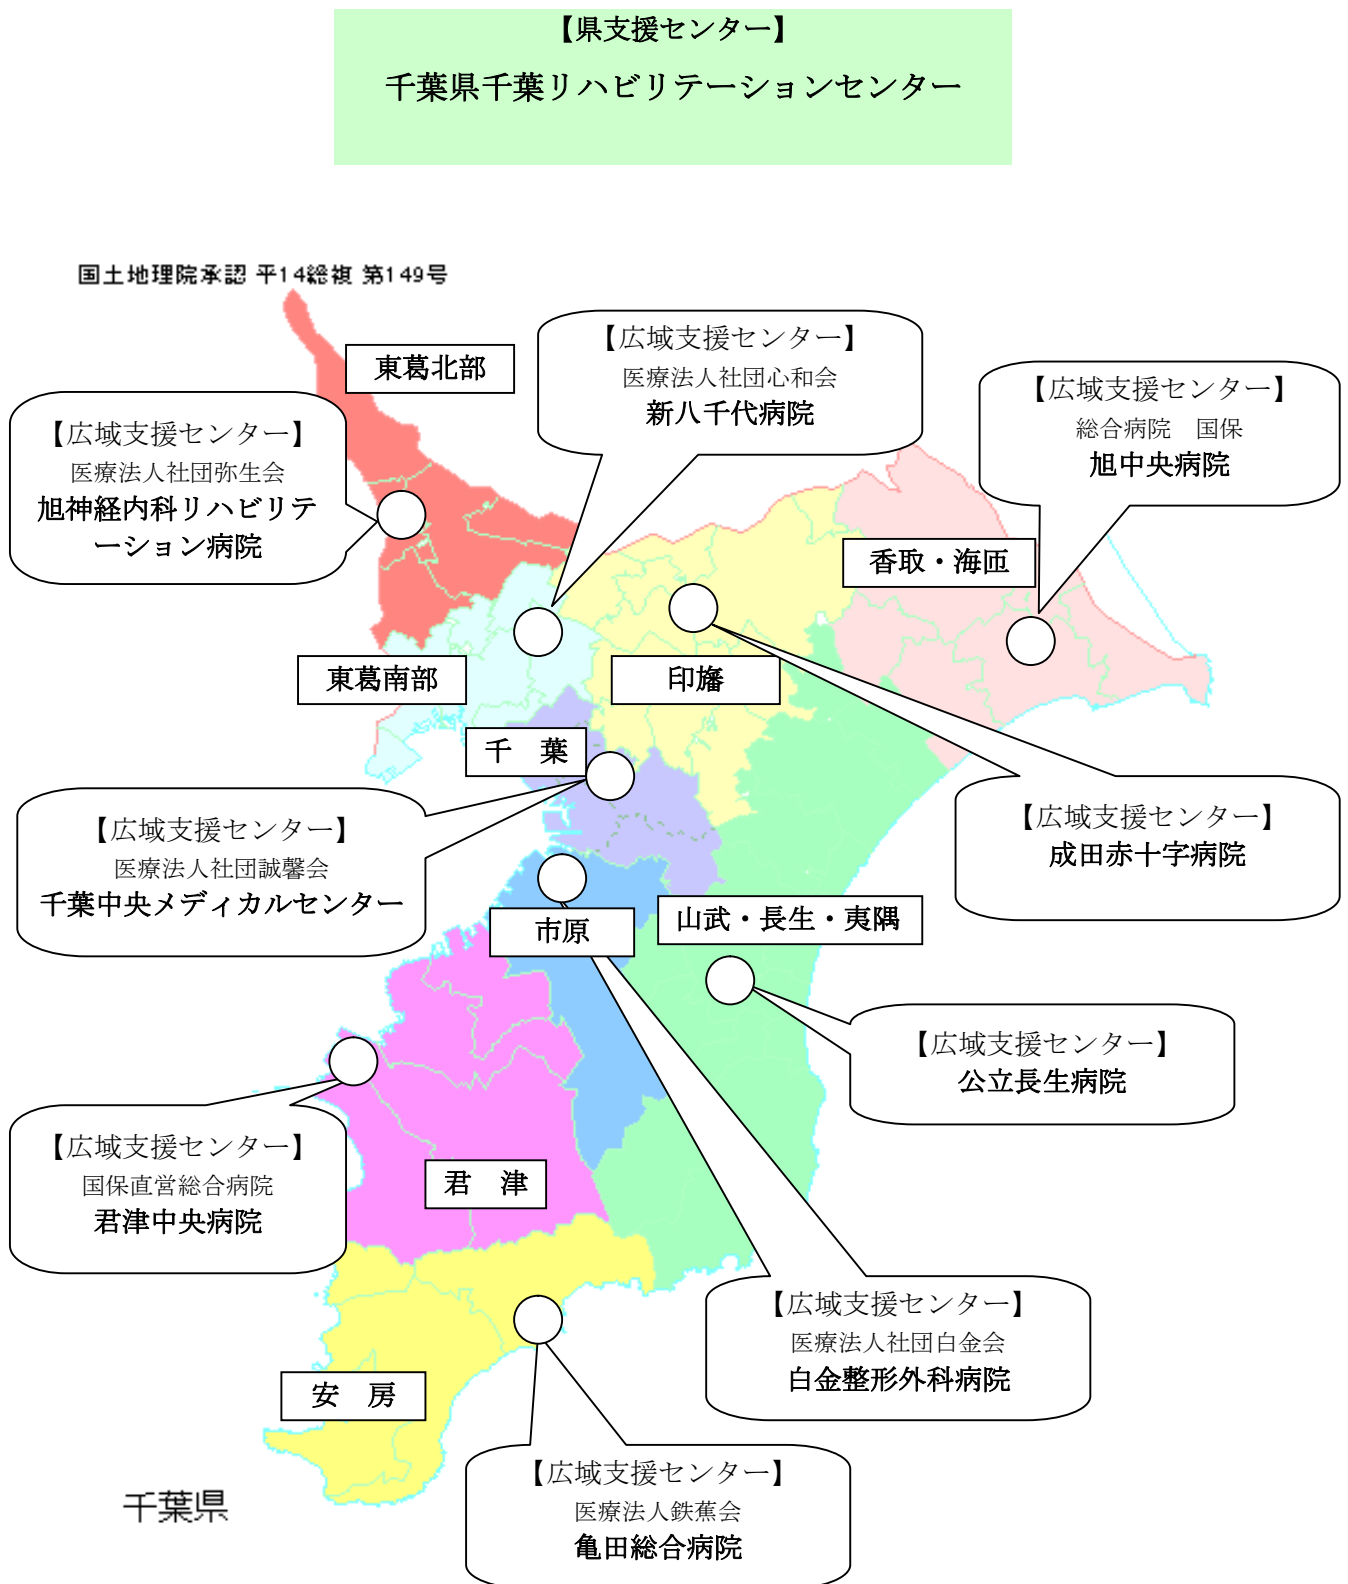 【県支援センター】
千葉県千葉リハビリテーションセンター
国土地理院承認 平14総複 第149号
東葛北部
【広域支援センター】
医療法人社団心和会
新八千代病院
【広域支援センター】
総合病院　国保
旭中央病院
【広域支援センター】
医療法人社団弥生会
旭神経内科リハビリテ
ーション病院
香取・海匝
東葛南部
印旛
千　葉
【広域支援センター】
医療法人社団誠馨会
千葉中央メディカルセンター
【広域支援センター】
成田赤十字病院
市原
山武・長生・夷隅
【広域支援センター】
公立長生病院
【広域支援センター】
国保直営総合病院
君津中央病院
君　津
【広域支援センター】
医療法人社団白金会
白金整形外科病院
安　房
【広域支援センター】
医療法人鉄蕉会
亀田総合病院
千葉県